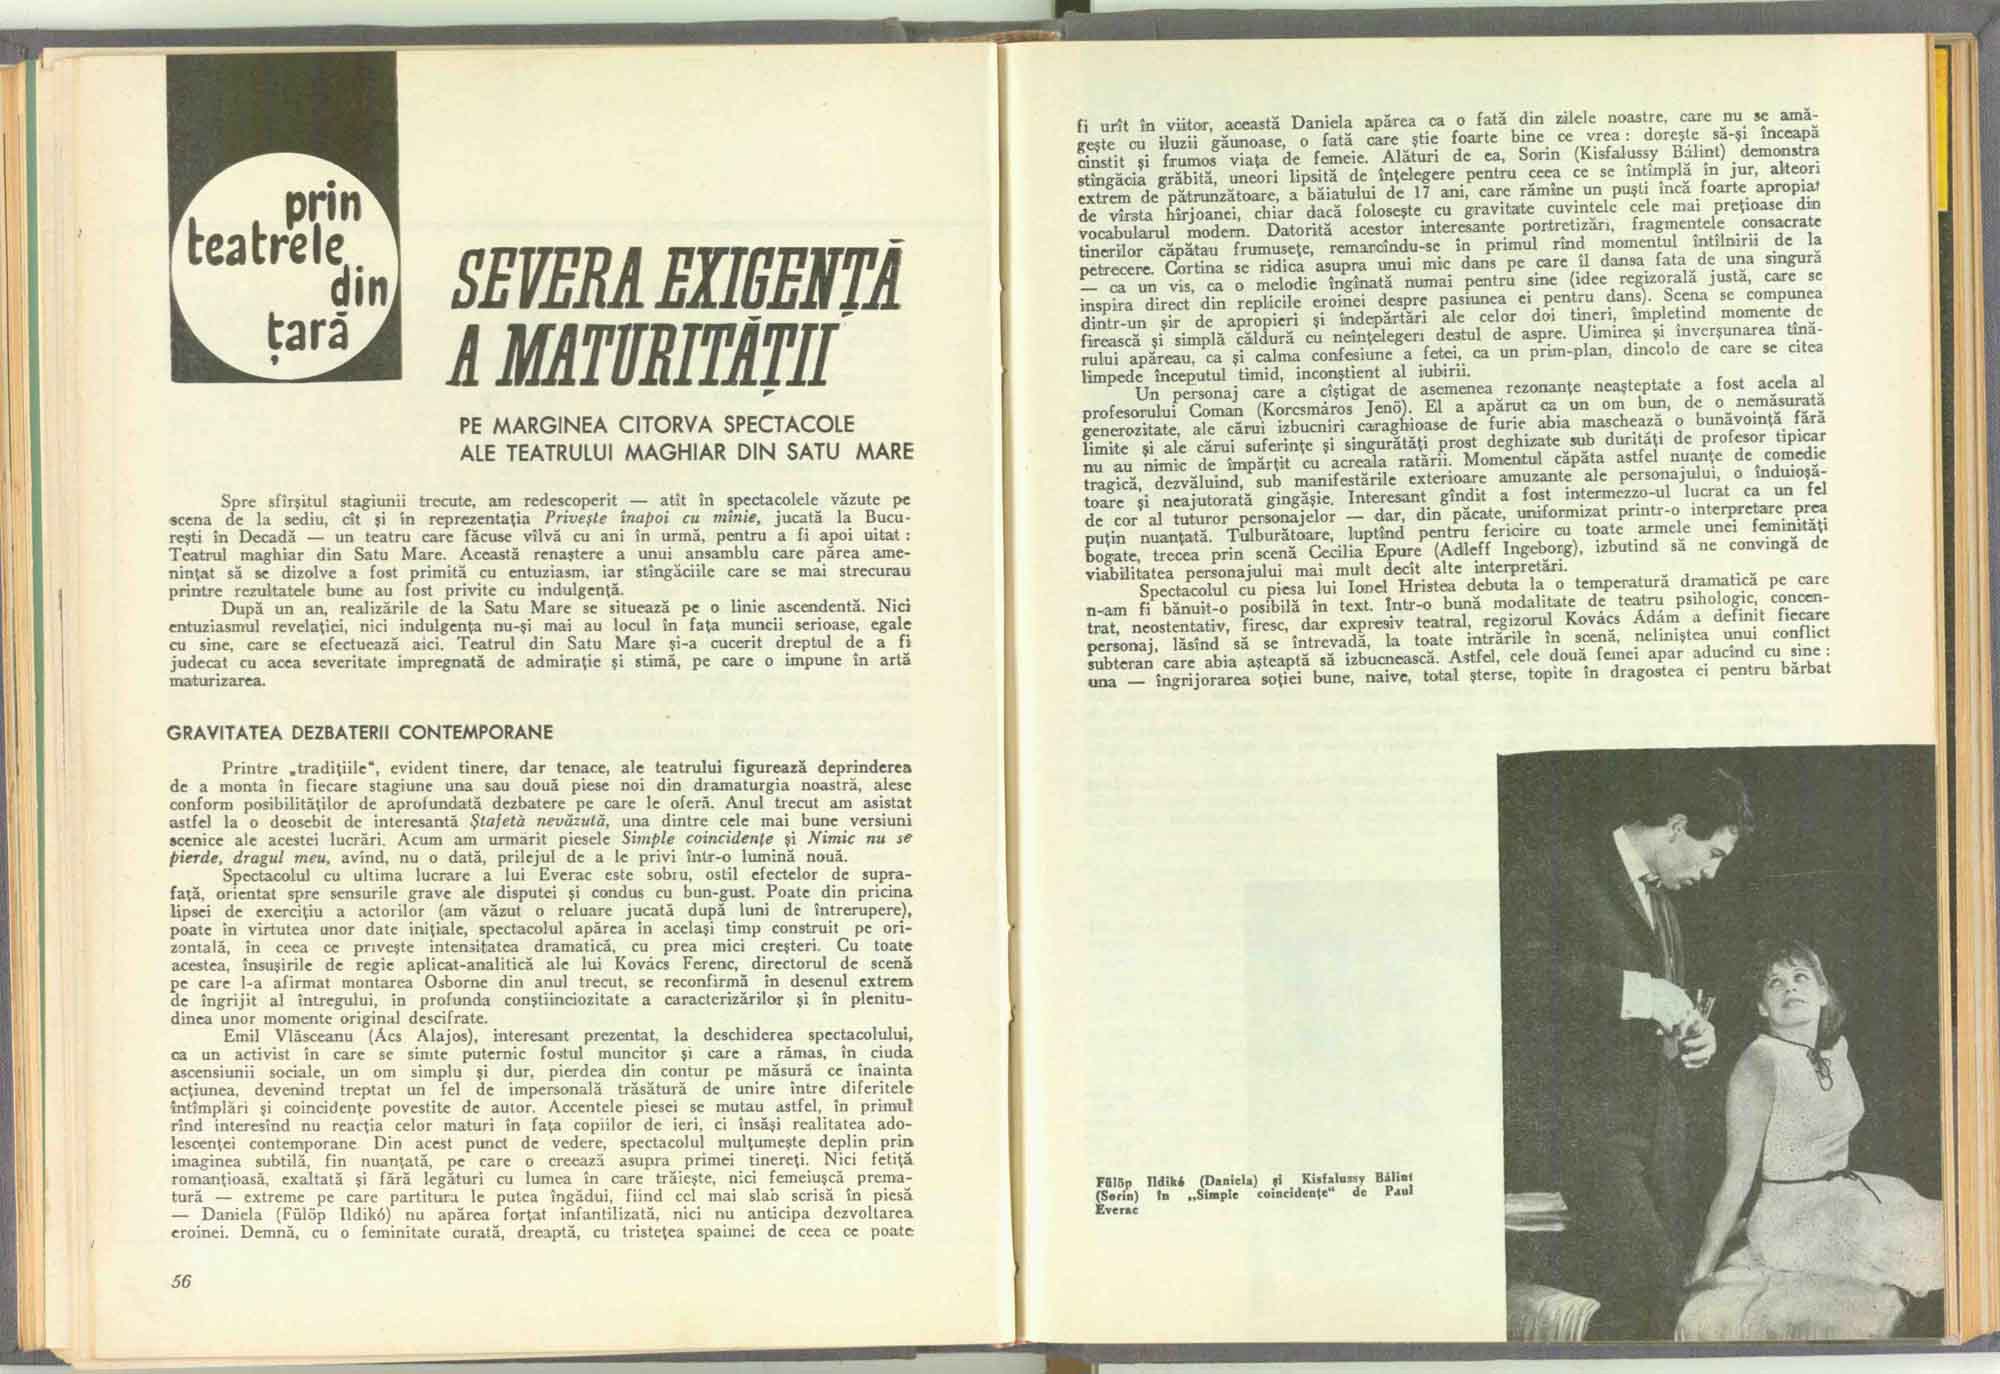 prin
teatrele
din
țară
SEVERA EXIGENȚĂ
A MATURITĂȚII
PE MARGINEA CITORVA SPECTACOLE
ALE TEATRULUI MAGHIAR DIN SATU MARE
Spre sfîrșitul stagiunii trecute, am redescoperit — atît în spectacolele văzute pe
scena de la sediu, cît și în reprezentația Privește înapoi cu mînie, jucată la Bucu-
rești în Decadă — un teatru care făcuse vîlvă cu ani în urmă, pentru a fi apoi uitat :
Teatrul maghiar din Satu Mare. Această renaștere a unui ansamblu care părea ame-
nințat să se dizolve a fost primită cu entuziasm, iar stîngăciile care se mai strecurau
printre rezultatele bune au fost privite cu indulgență.
După un an, realizările de la Satu Mare se situează pe o linie ascendentă. Nici
entuziasmul revelației, nici indulgența nu-și mai au locul în fața muncii serioase, egale
cu sine, care se efectuează aici. Teatrul din Satu Mare și-a cucerit dreptul de a fi
judecat cu acea severitate impregnată de admirație și stimă, pe care o impune în artă
maturizarea.
GRAVITATEA DEZBATERII CONTEMPORANE
Printre „tradițiile“, evident tinere, dar tenace, ale teatrului figurează deprinderea
de a monta în fiecare stagiune una sau două piese noi din dramaturgia noastră, alese
conform posibilităților de aprofundată dezbatere pe care le oferă. Anul trecut am asistat
astfel la o deosebit de interesantă Ștafetă nevăzută, una dintre cele mai bune versiuni
scenice ale acestei lucrări. Acum am urmărit piesele Simple coincidențe și Nimic nu se
pierde, dragul meu, avînd, nu o dată, prilejul de a le privi într-o lumină nouă.
Spectacolul cu ultima lucrare a lui Everac este sobru, ostil efectelor de supra-
față, orientat spre sensurile grave ale disputei și condus cu bun-gust. Poate din pricina
lipsei de exercițiu a actorilor (am văzut o reluare jucată după luni de întrerupere),
poate în virtutea unor date inițiale, spectacolul apărea în același timp construit pe ori-
zontală, în ceea ce privește intensitatea dramatică, cu prea mici creșteri. Cu toate
acestea, însușirile de regie aplicat-analitică ale lui Kovács Ferenc, directorul de scenă
pe care l-a afirmat montarea Osborne din anul trecut, se reconfirmă în desenul extrem
de îngrijit al întregului, în profunda conștiinciozitate a caracterizărilor și în plenitu-
dinea unor momente original descifrate.
Emil Vlăsceanu (Ács Alajos), interesant prezentat, la deschiderea spectacolului,
ca un activist în care se simte puternic fostul muncitor și care a rămas, în ciuda
ascensiunii sociale, un om simplu și dur, pierdea din contur pe măsură ce înainta
acțiunea, devenind treptat un fel de impersonală trăsătură de unire între diferitele
întîmplări și coincidențe povestite de autor. Accentele piesei se mutau astfel, în primul
rînd interesînd nu reacția celor maturi în fața copiilor de ieri, ci însăși realitatea ado-
lescenței contemporane. Din acest punct de vedere, spectacolul mulțumește deplin prin
imaginea subtilă, fin nuanțată, pe care o creează asupra primei tinereți. Nici fetiță
romanțioasă, exaltată și fără legături cu lumea în care trăiește, nici femeiușcă prema-
tură — extreme pe care partitura le putea îngădui, fiind cel mai slab scrisă în piesă
— Daniela (Fülöp Ildikó) nu apărea forțat infantilizată, nici nu anticipa dezvoltarea
eroinei. Demnă, cu o feminitate curată, dreaptă, cu tristețea spaimei de ceea ce poate
56
fi urît în viitor, această Daniela apărea ca o fată din zilele noastre, care nu se amă-
gește cu iluzii găunoase, o fată care știe foarte bine ce vrea : dorește să-și înceapă
cinstit și frumos viața de femeie. Alături de ea, Sorin (Kisfalussy Bálint) demonstra
stîngăcia grăbită, uneori lipsită de înțelegere pentru ceea ce se întîmplă în jur, alteori
extrem de pătrunzătoare, a băiatului de 17 ani, care rămîne un puști încă foarte apropiat
de vîrsta hîrjoanei, chiar dacă folosește cu gravitate cuvintele cele mai prețioase din
vocabularul modern. Datorită acestor interesante portretizări, fragmentele consacrate
tinerilor căpătau frumusețe, remarcîndu-se în primul rînd momentul întîlnirii de la
petrecere. Cortina se ridica asupra unui mic dans pe care îl dansa fata de una singură
— ca un vis, ca o melodie îngînată numai pentru sine (idee regizorală justă, care se
inspira direct din replicile eroinei despre pasiunea ei pentru dans). Scena se compunea
dintr-un șir de apropieri și îndepărtări ale celor doi tineri, împletind momente de
firească și simplă căldură cu neînțelegeri destul de aspre. Uimirea și înverșunarea tînă-
rului apăreau, ca și calma confesiune a fetei, ca un prim-plan, dincolo de care se citea
limpede începutul timid, inconștient al iubirii.
Un personaj care a cîștigat de asemenea rezonanțe neașteptate a fost acela al
profesorului Coman (Korcsmáros Jenö). El a apărut ca un om bun, de o nemăsurată
generozitate, ale cărui izbucniri caraghioase de furie abia maschează o bunăvoință fără
limite și ale cărui suferințe și singurătăți prost deghizate sub durități de profesor tipicar
nu au nimic de împărțit cu acreala ratării. Momentul căpăta astfel nuanțe de comedie
tragică, dezvăluind, sub manifestările exterioare amuzante ale personajului, o înduioșă-
toare și neajutorată gingășie. Interesant gîndit a fost intermezzo-ul lucrat ca un fel
de cor al tuturor personajelor — dar, din păcate, uniformizat printr-o interpretare prea
puțin nuanțată. Tulburătoare, luptînd pentru fericire cu toate armele unei feminități
bogate, trecea prin scenă Cecilia Epure (Adleff Ingeborg), izbutind să ne convingă de
viabilitatea personajului mai mult decît alte interpretări.
Spectacolul cu piesa lui Ionel Hristea debuta la o temperatură dramatică pe care
n-am fi bănuit-o posibilă în text. Într-o bună modalitate de teatru psihologic, concen-
trat, neostentativ, firesc, dar expresiv teatral, regizorul Kovács Ádám a definit fiecare
personaj, lăsînd să se întrevadă, la toate intrările în scenă, neliniștea unui conflict
subteran care abia așteaptă să izbucnească. Astfel, cele două femei apar aducînd cu sine :
una — îngrijorarea soției bune, naive, total șterse, topite în dragostea ei pentru bărbat
Fülöp Ildikó (Daniela) și Kisfalussy Bálint
(Sorin) în „Simple coincidențe“ de Paul
Everac